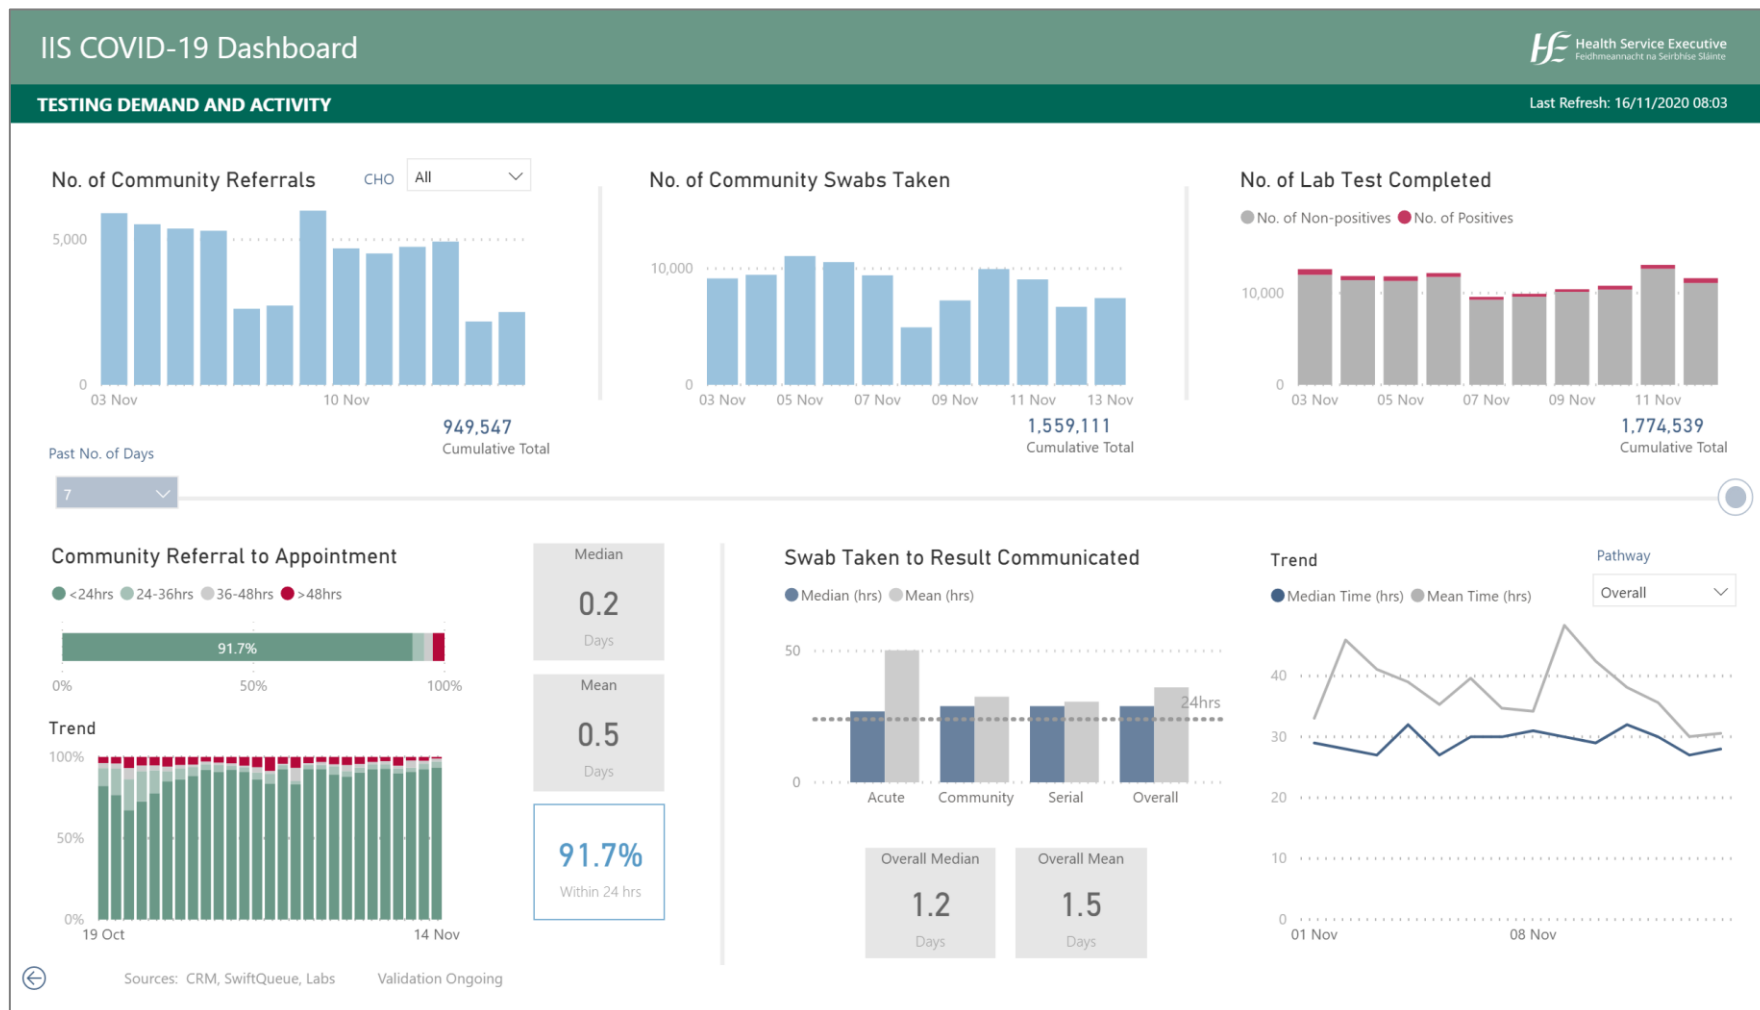 IIS COVID-19 Dashboard
Health Service Executive
Feidhmeannacht na Seirbhíse Sláinte
TESTING DEMAND AND ACTIVITY
Last Refresh: 16/11/2020 08:03
No. of Community Referrals
CHO
All
5,000
0
03 Nov
10 Nov
949,547
Cumulative Total
No. of Community Swabs Taken
10,000
0
03 Nov
05 Nov
07 Nov
09 Nov
11 Nov
13 Nov
1,559,111
Cumulative Total
No. of Lab Test Completed
No. of Non-positives
No. of Positives
10,000
0
03 Nov
05 Nov
07 Nov
09 Nov
11 Nov
1,774,539
Cumulative Total
Past No. of Days
7
Community Referral to Appointment
<24hrs
24-36hrs
36-48hrs
>48hrs
91.7%
0%
50%
100%
Trend
100%
50%
0%
19 Oct
14 Nov
Median
0.2
Days
Mean
0.5
Days
91.7%
Within 24 hrs
Swab Taken to Result Communicated
Median (hrs)
Mean (hrs)
50
24hrs
0
Acute
Community
Serial
Overall
Overall Median
1.2
Days
Overall Mean
1.5
Days
Trend
Pathway
Overall
Median Time (hrs)
Mean Time (hrs)
40
30
20
10
0
01 Nov
08 Nov
Sources: CRM, SwiftQueue, Labs
Validation Ongoing